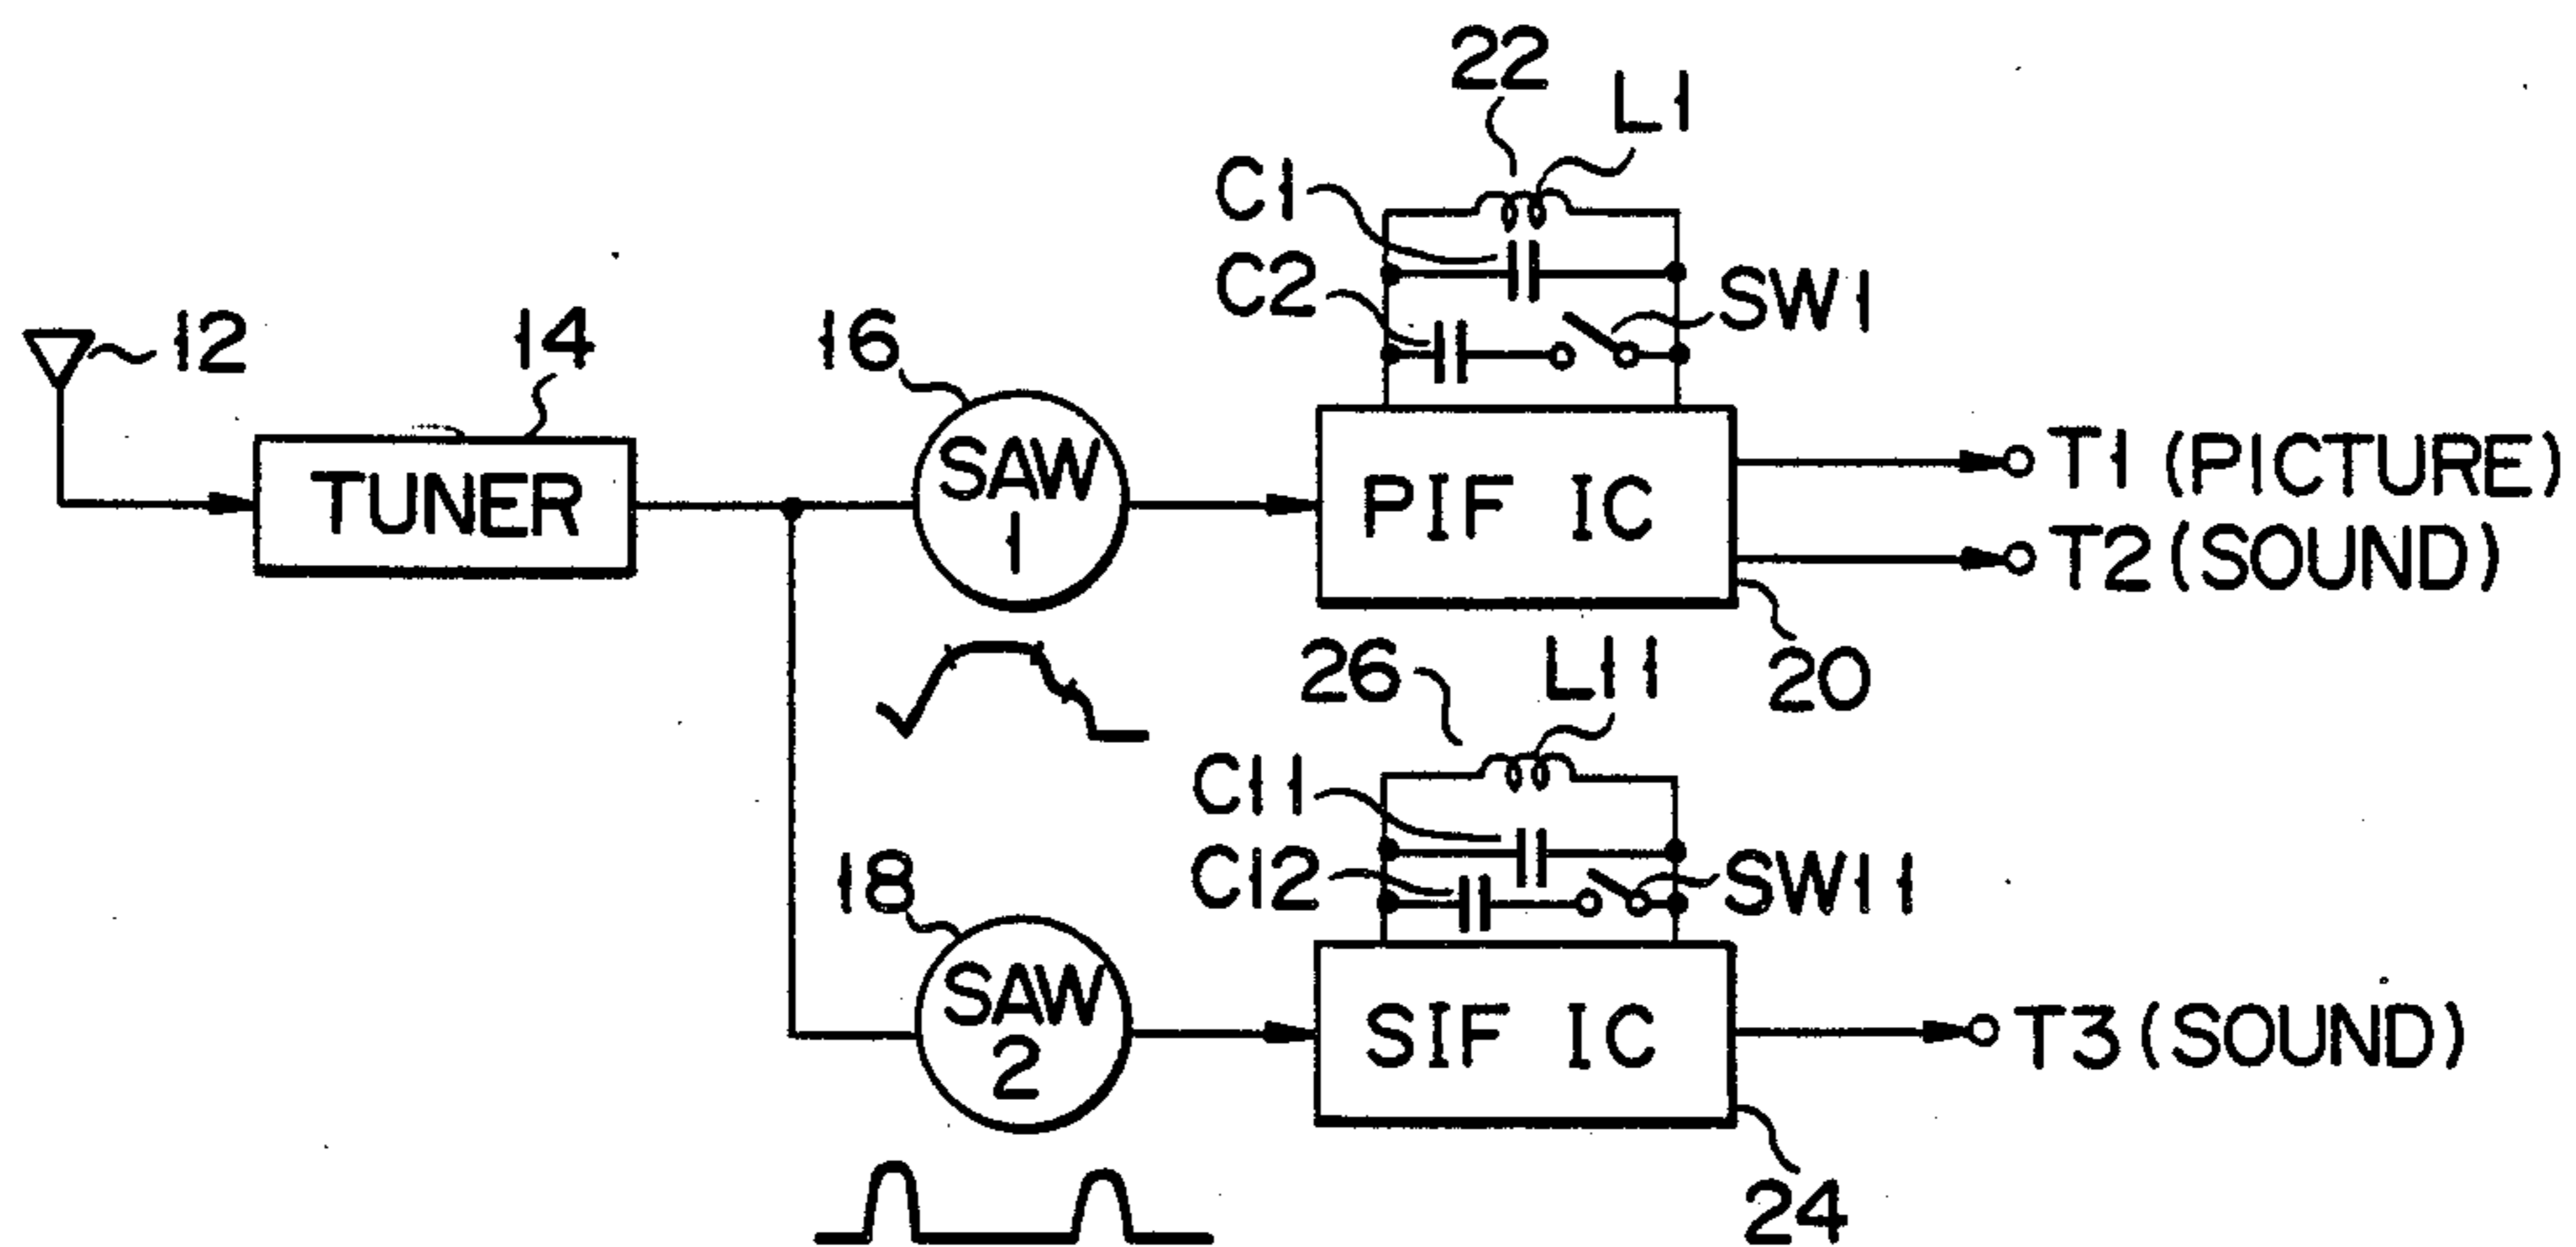 22
L1
C1
C2
SW1
12
14
16
TUNER
SAW
1
PIF IC
T1 (PICTURE)
T2 (SOUND)
20
26
L11
C11
C12
SW11
18
SAW
2
SIF IC
T3 (SOUND)
24